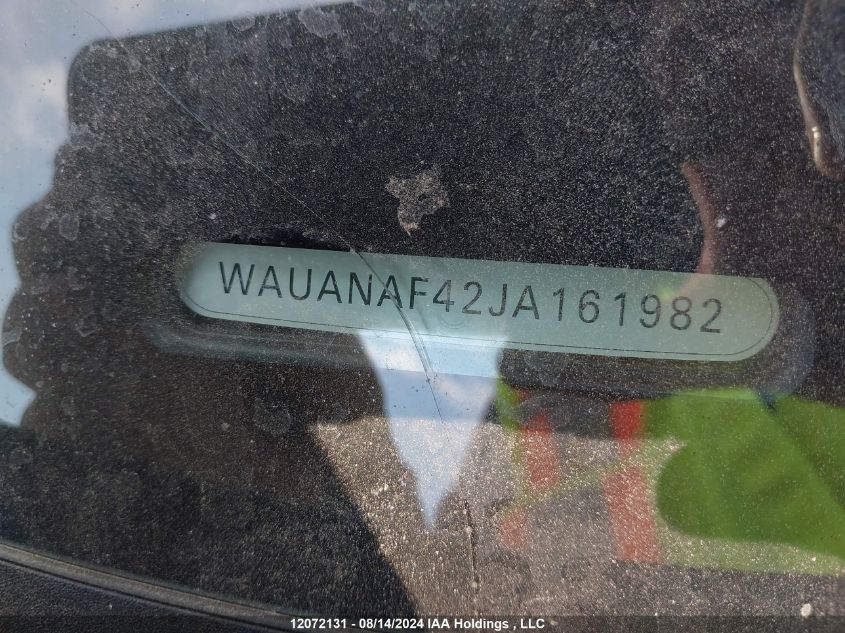 WAUANAF42JA161982
12072131 - 08/14/2024 IAA Holdings , LLC